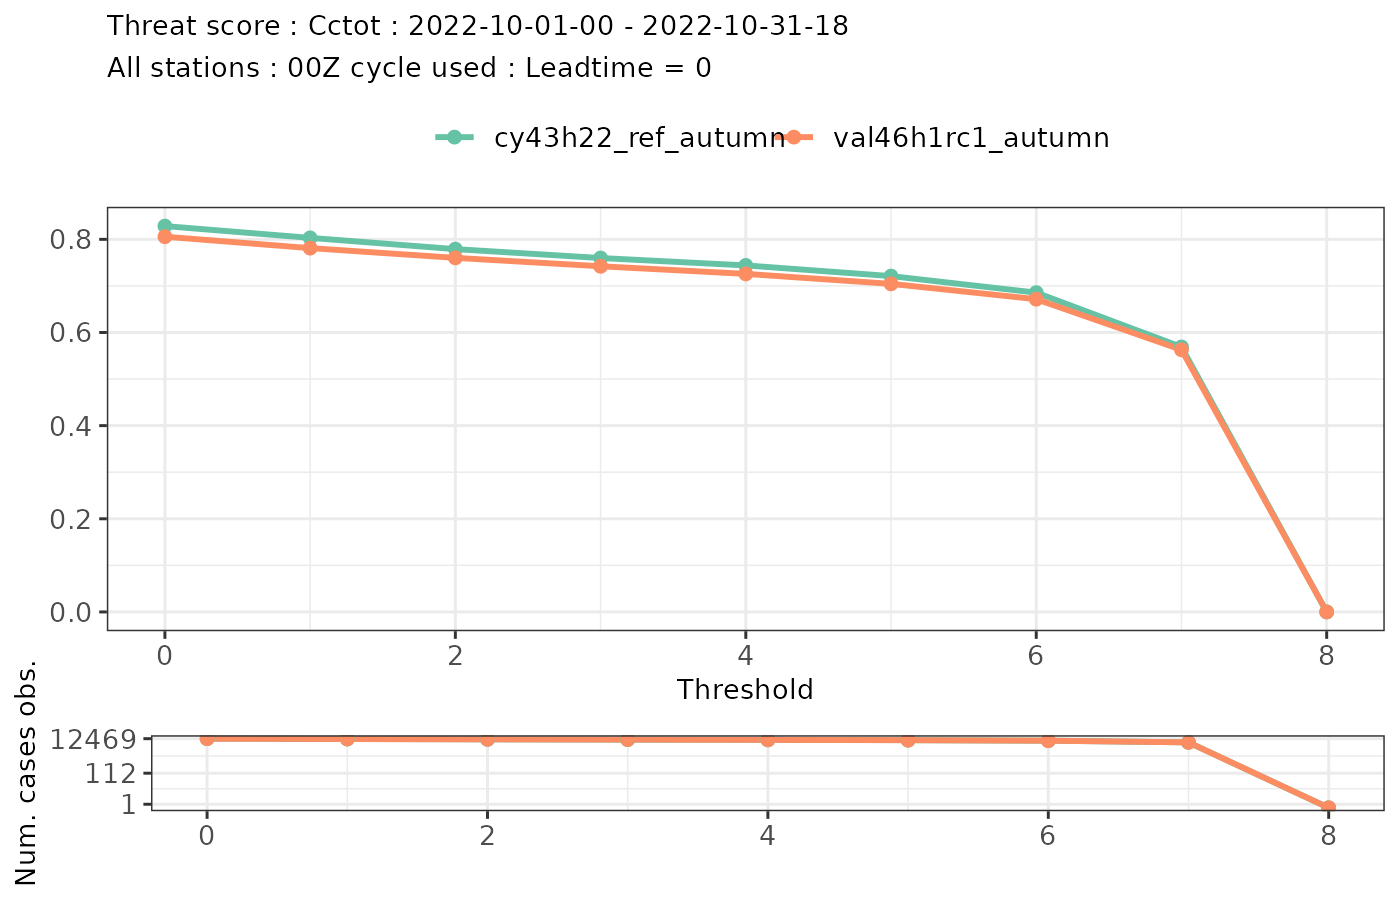 Threat score : Cctot : 2022-10-01-00 - 2022-10-31-18
All stations : 00Z cycle used : Leadtime = 0
cy43h22_ref_autumn val46h1rc1_autumn
0.8
0.6
0.4
0.2
0.0
0 2 4 6 8
Threshold
Num. cases obs.
12469
112
1
0 2 4 6 8